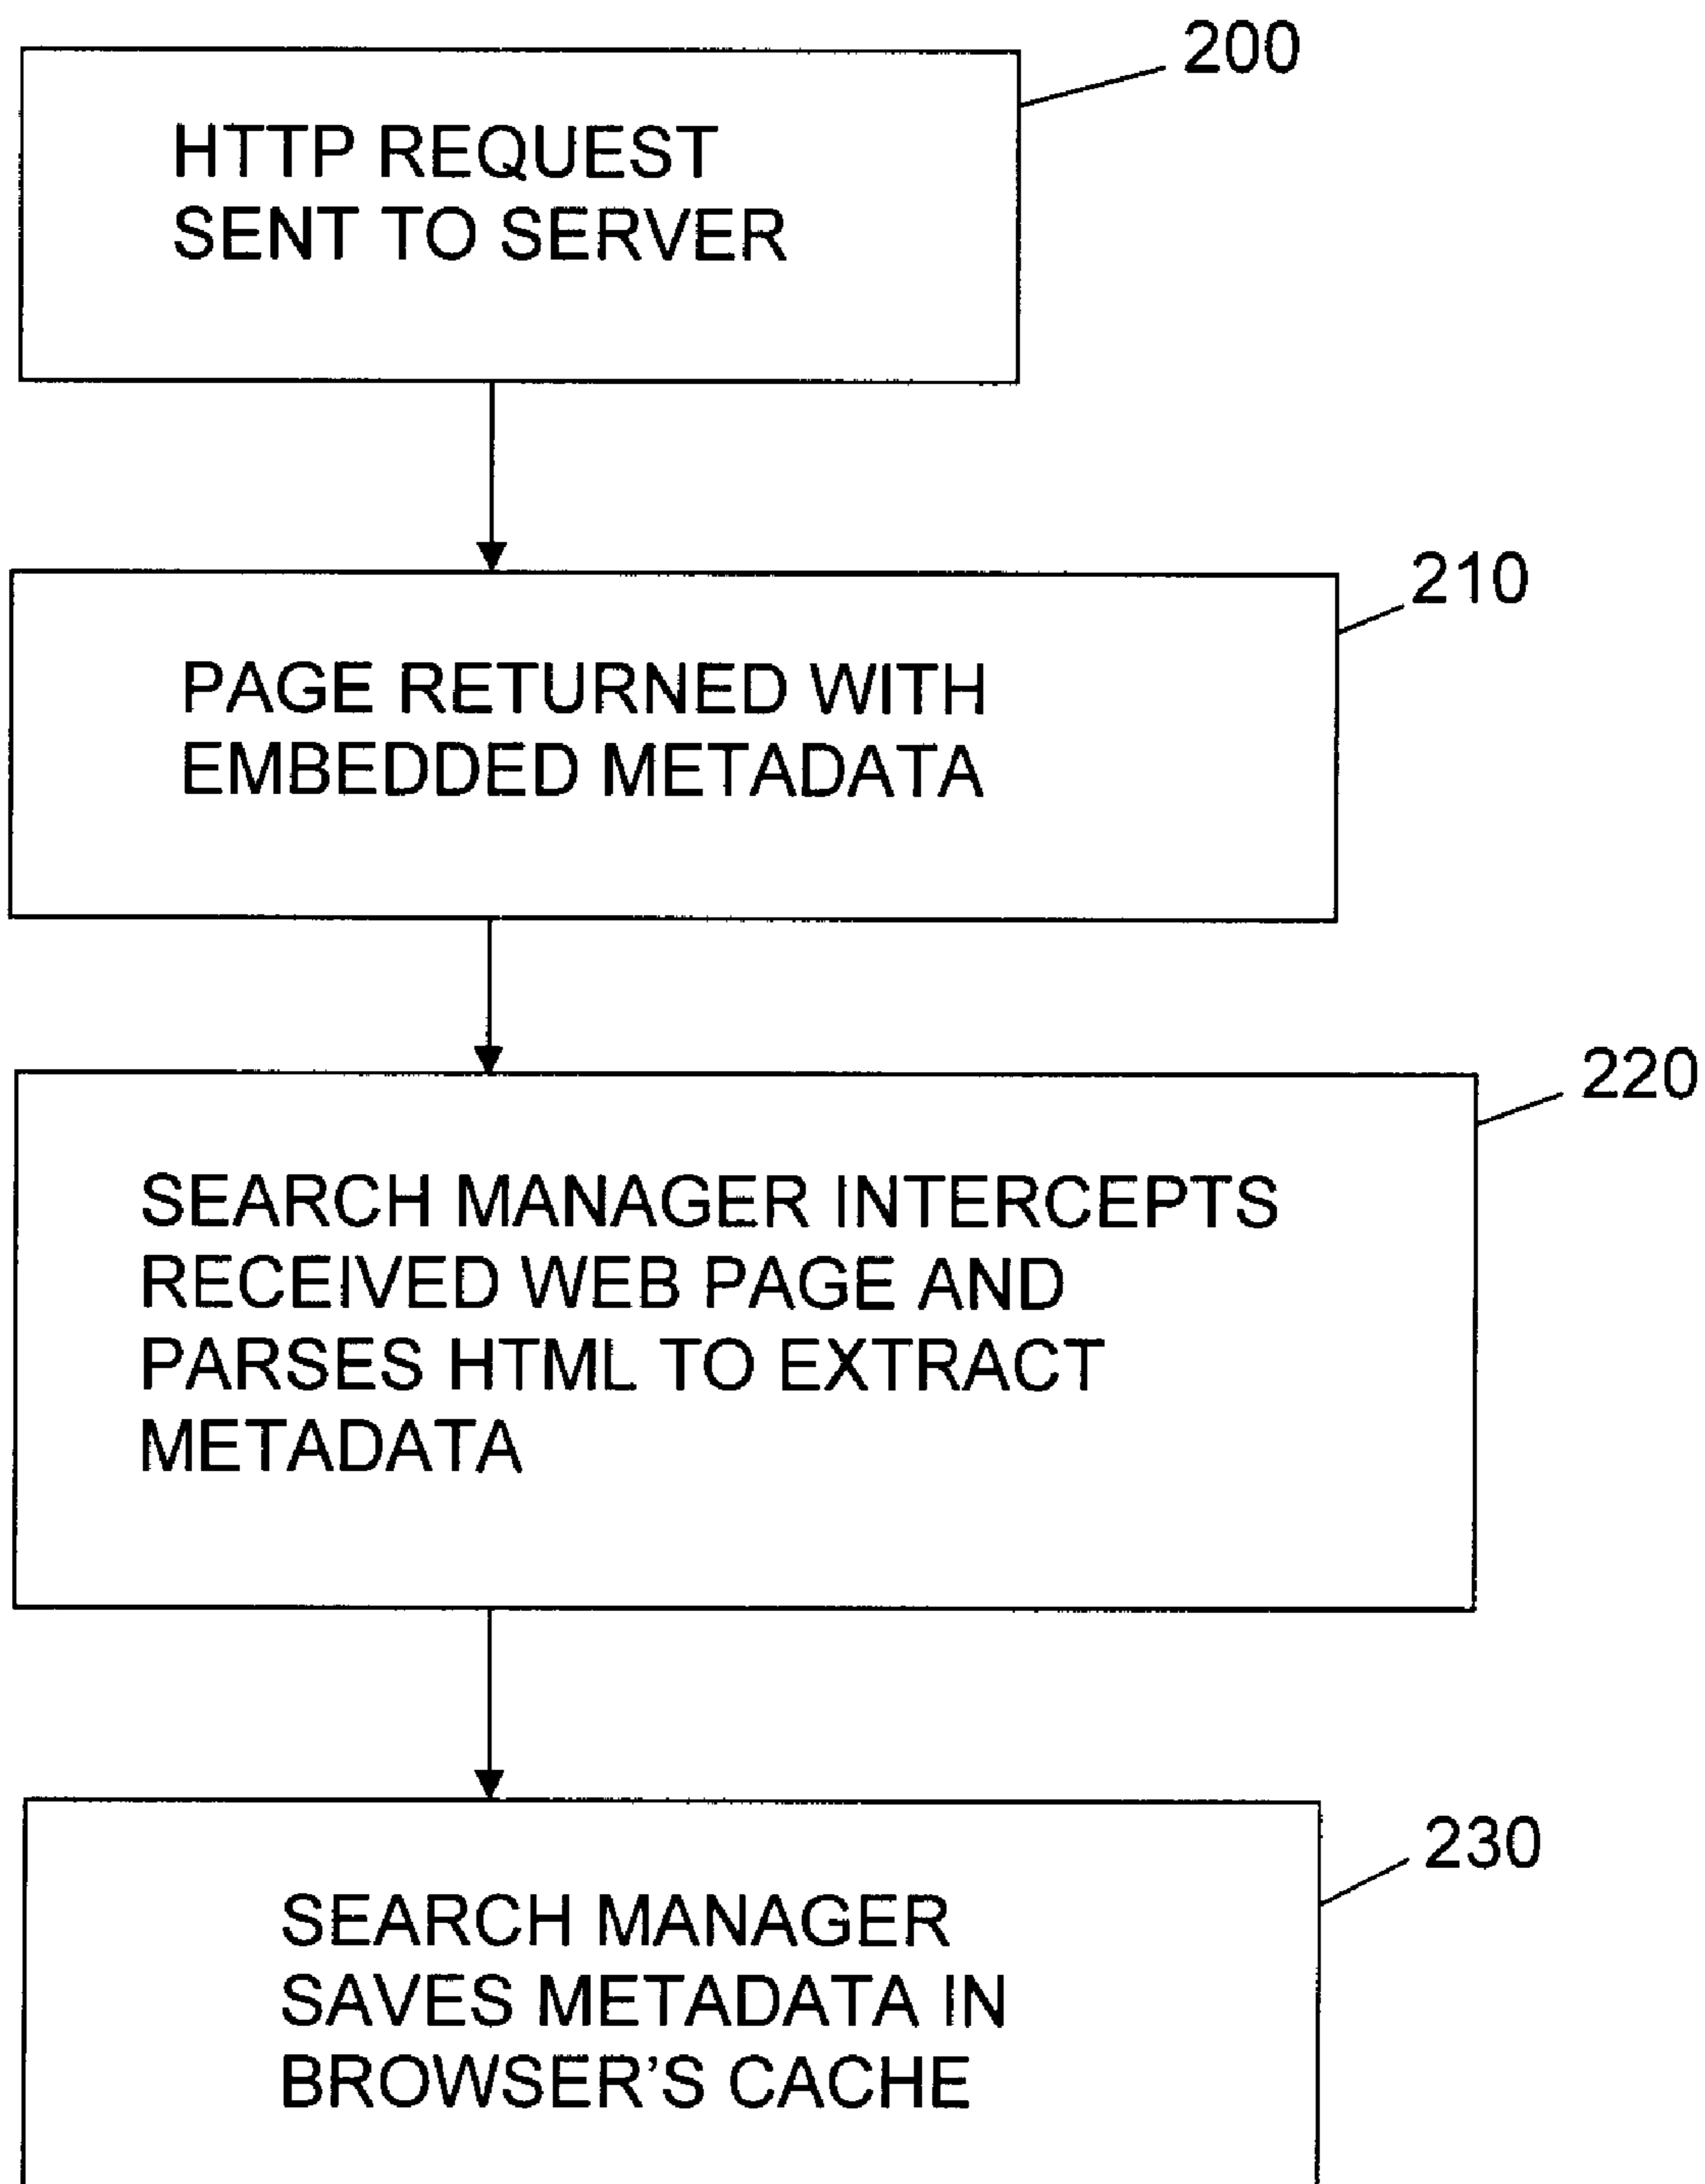 200
HTTP REQUEST
SENT TO SERVER
210
PAGE RETURNED WITH
EMBEDDED METADATA
220
SEARCH MANAGER INTERCEPTS
RECEIVED WEB PAGE AND
PARSES HTML TO EXTRACT
METADATA
230
SEARCH MANAGER
SAVES METADATA IN
BROWSER’S CACHE